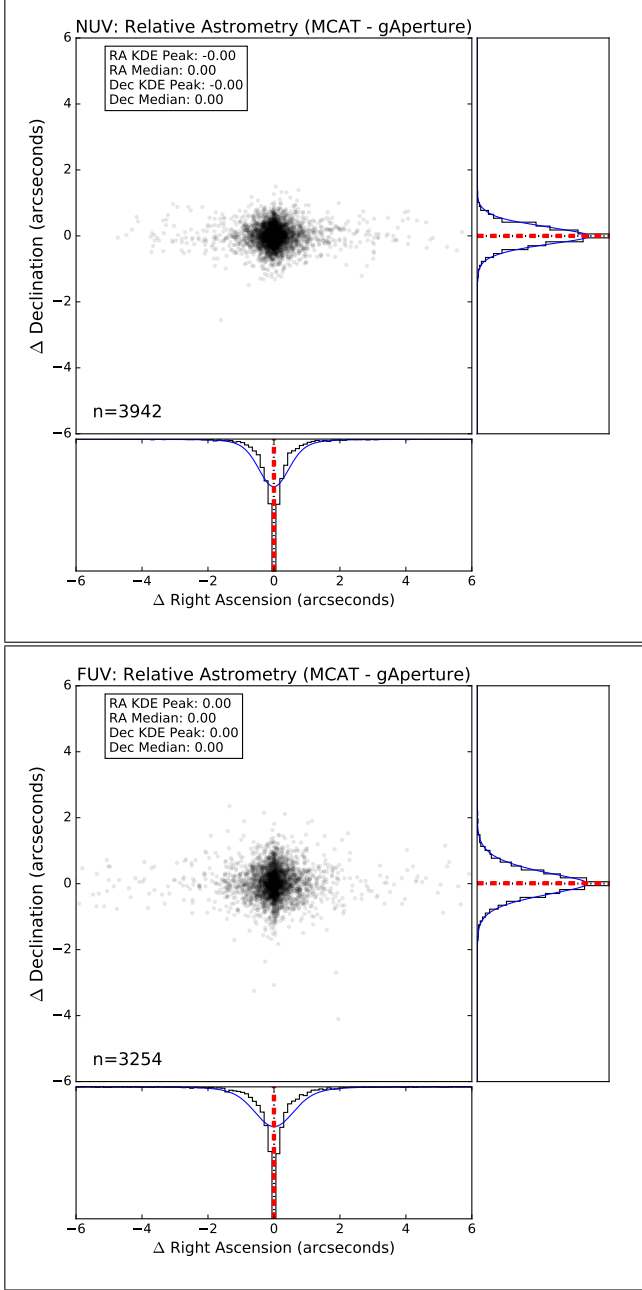 NUV: Relative Astrometry (MCAT - gAperture)
6
4
2
0
−2
−4
−6
Δ Declination (arcseconds)
RA KDE Peak: -0.00
RA Median: 0.00
Dec KDE Peak: -0.00
Dec Median: 0.00
n=3942
−6 −4 −2 0 2 4 6
Δ Right Ascension (arcseconds)
FUV: Relative Astrometry (MCAT - gAperture)
6
4
2
0
−2
−4
−6
Δ Declination (arcseconds)
RA KDE Peak: 0.00
RA Median: 0.00
Dec KDE Peak: 0.00
Dec Median: 0.00
n=3254
−6 −4 −2 0 2 4 6
Δ Right Ascension (arcseconds)